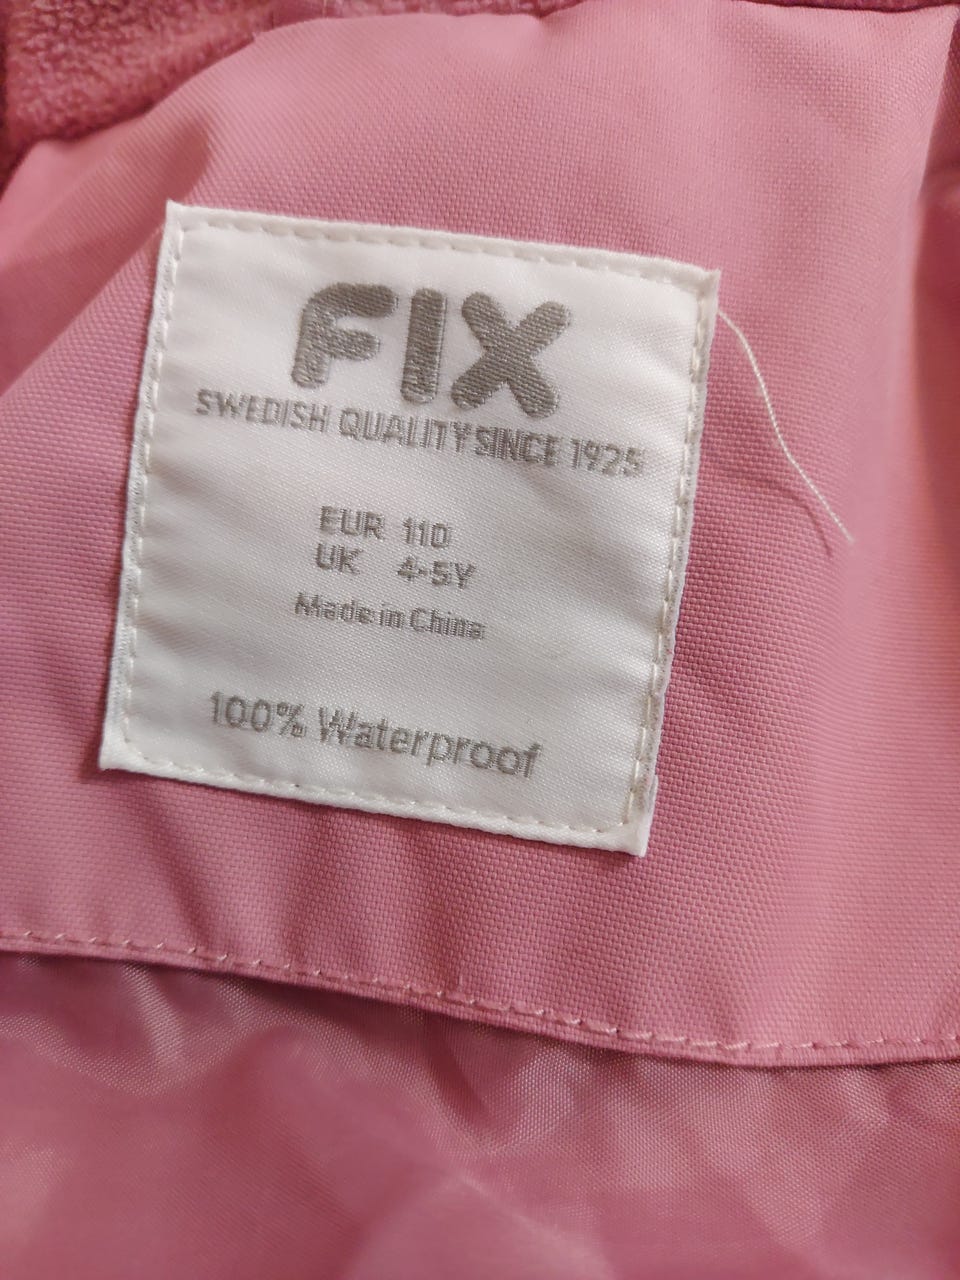 FIX
SWEDISH QUALITY SINCE 1925
EUR 110
UK 4-5Y
Made in China
100% Waterproof